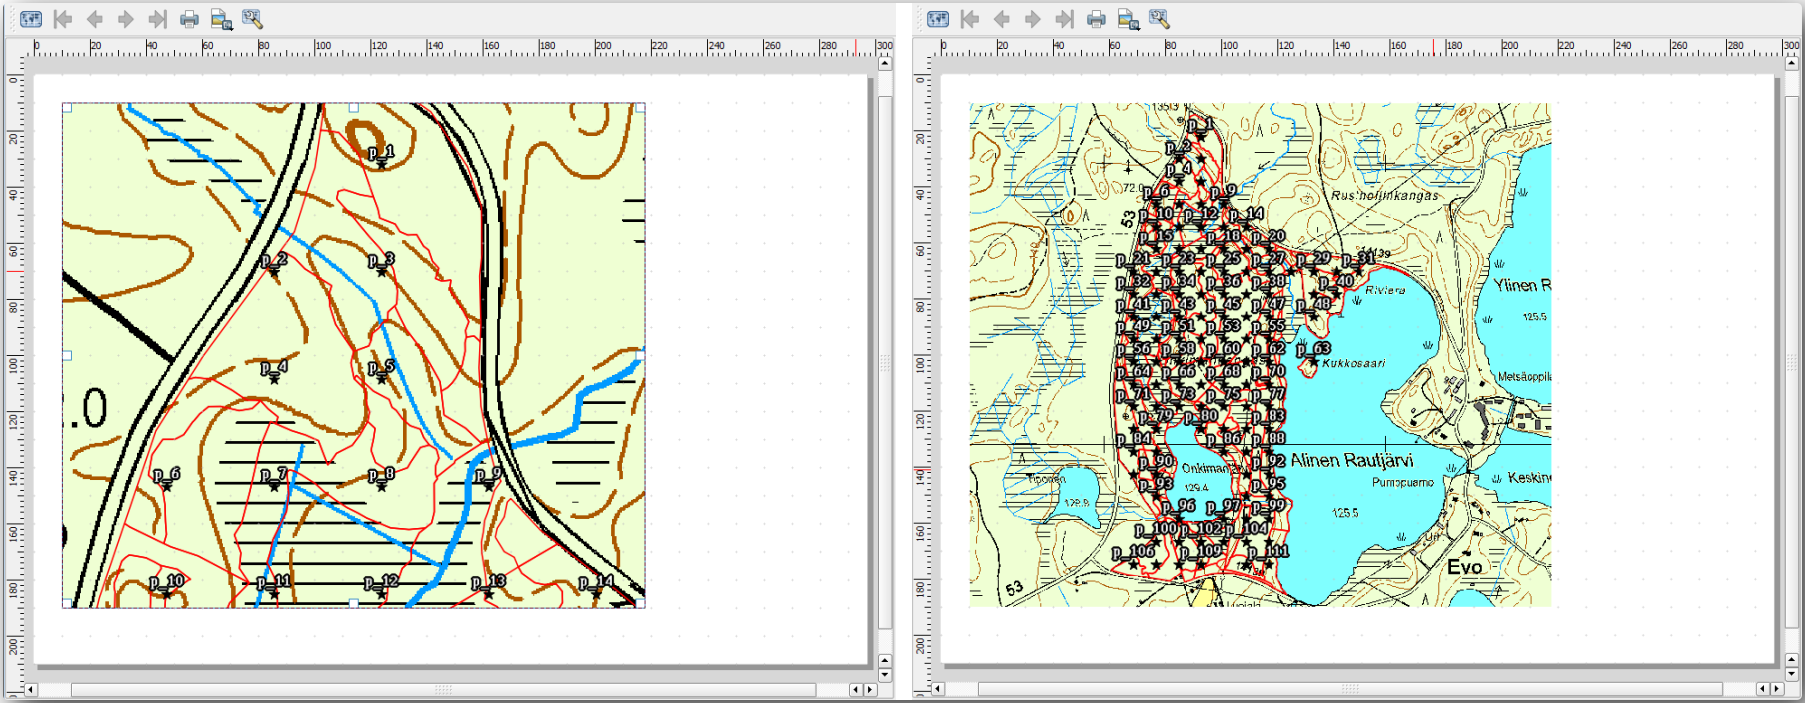 0 20 40 60 80 100 120 140 160 180 200 220 240 260 280 300
0 20 40 60 80 100 120 140 160 180 200
p_1
p_2 p_3
p_4 p_5
.0
p_6 p_7 p_8 p_9
p_10 p_11 p_12 p_13 p_14
0 20 40 60 80 100 120 140 160 180 200 220 240 260 280 300
0 20 40 60 80 100 120 140 160 180 200
p_1
p_2
p_4
72.0 p_6 p_9 Rus'hollinkangas
53 p_10 p_12 p_14
p_15 p_18 p_20
p_21 p_23 p_25 p_27 p_29 p_31 139
p_32 p_34 p_36 p_38 p_40 Riviera Ylinen R
p_41 p_43 p_45 p_47 p_48
p_49 p_51 p_53 p_55 125.5
p_56 p_58 p_60 p_62 p_63
Kukkosaari
p_64 p_66 p_68 p_70 Metsäoppila
p_71 p_73 p_75 p_77
p_79 p_80 p_83
p_84 p_86 p_88
p_90 p_92 Alinen Rautjärvi
Onkimanj
p_93 129.4 p_95 Pumppuamo Keskine
128.8 p_96 p_97 p_99 125.5
p_100 p_102 p_104
p_106 p_109 p_111
Evo
53